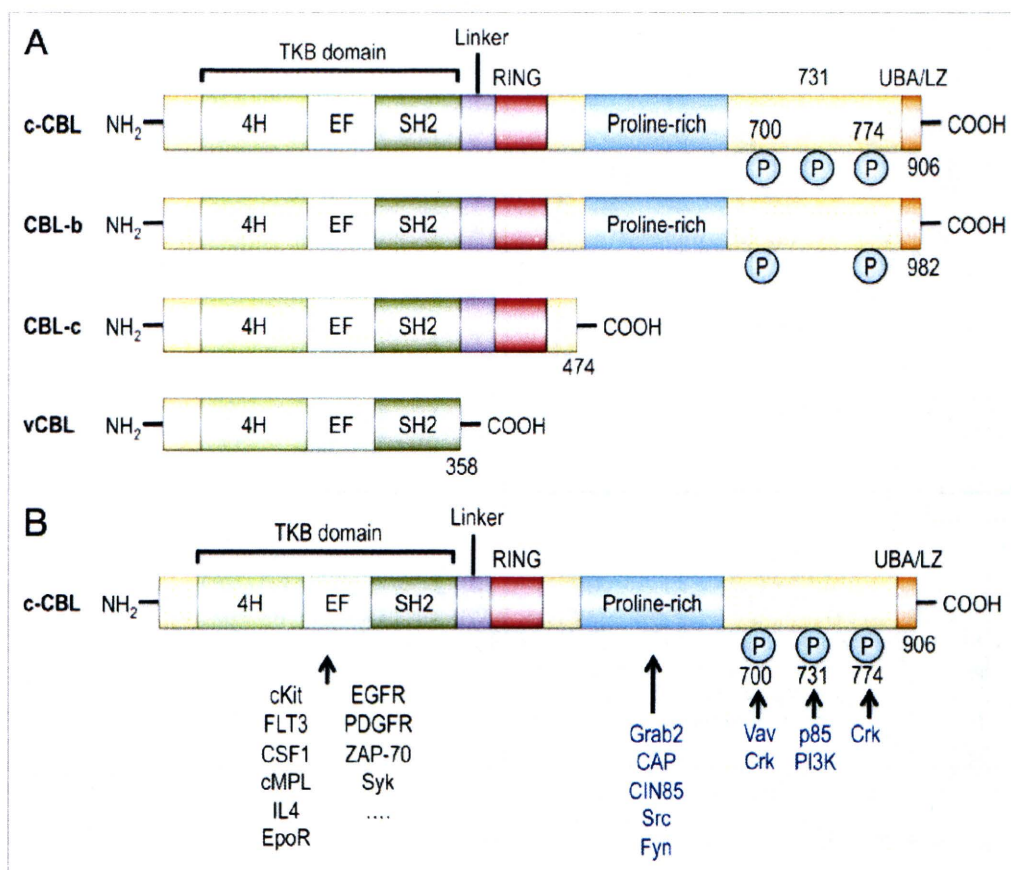 A
TKB domain
Linker
RING
731
UBA/LZ
c-CBL NH2 4H EF SH2 Proline-rich 700 774 COOH
P P P 906
CBL-b NH2 4H EF SH2 Proline-rich COOH
P P 982
CBL-c NH2 4H EF SH2 COOH
474
vCBL NH2 4H EF SH2 COOH
358
B
TKB domain
Linker
RING
UBA/LZ
c-CBL NH2 4H EF SH2 Proline-rich COOH
P P P 906
700 731 774
cKit EGFR
FLT3 PDGFR
CSF1 ZAP-70
cMPL Syk
IL4 ....
EpoR
Grab2
CAP
CIN85
Src
Fyn
Vav p85 Crk
Crk PI3K